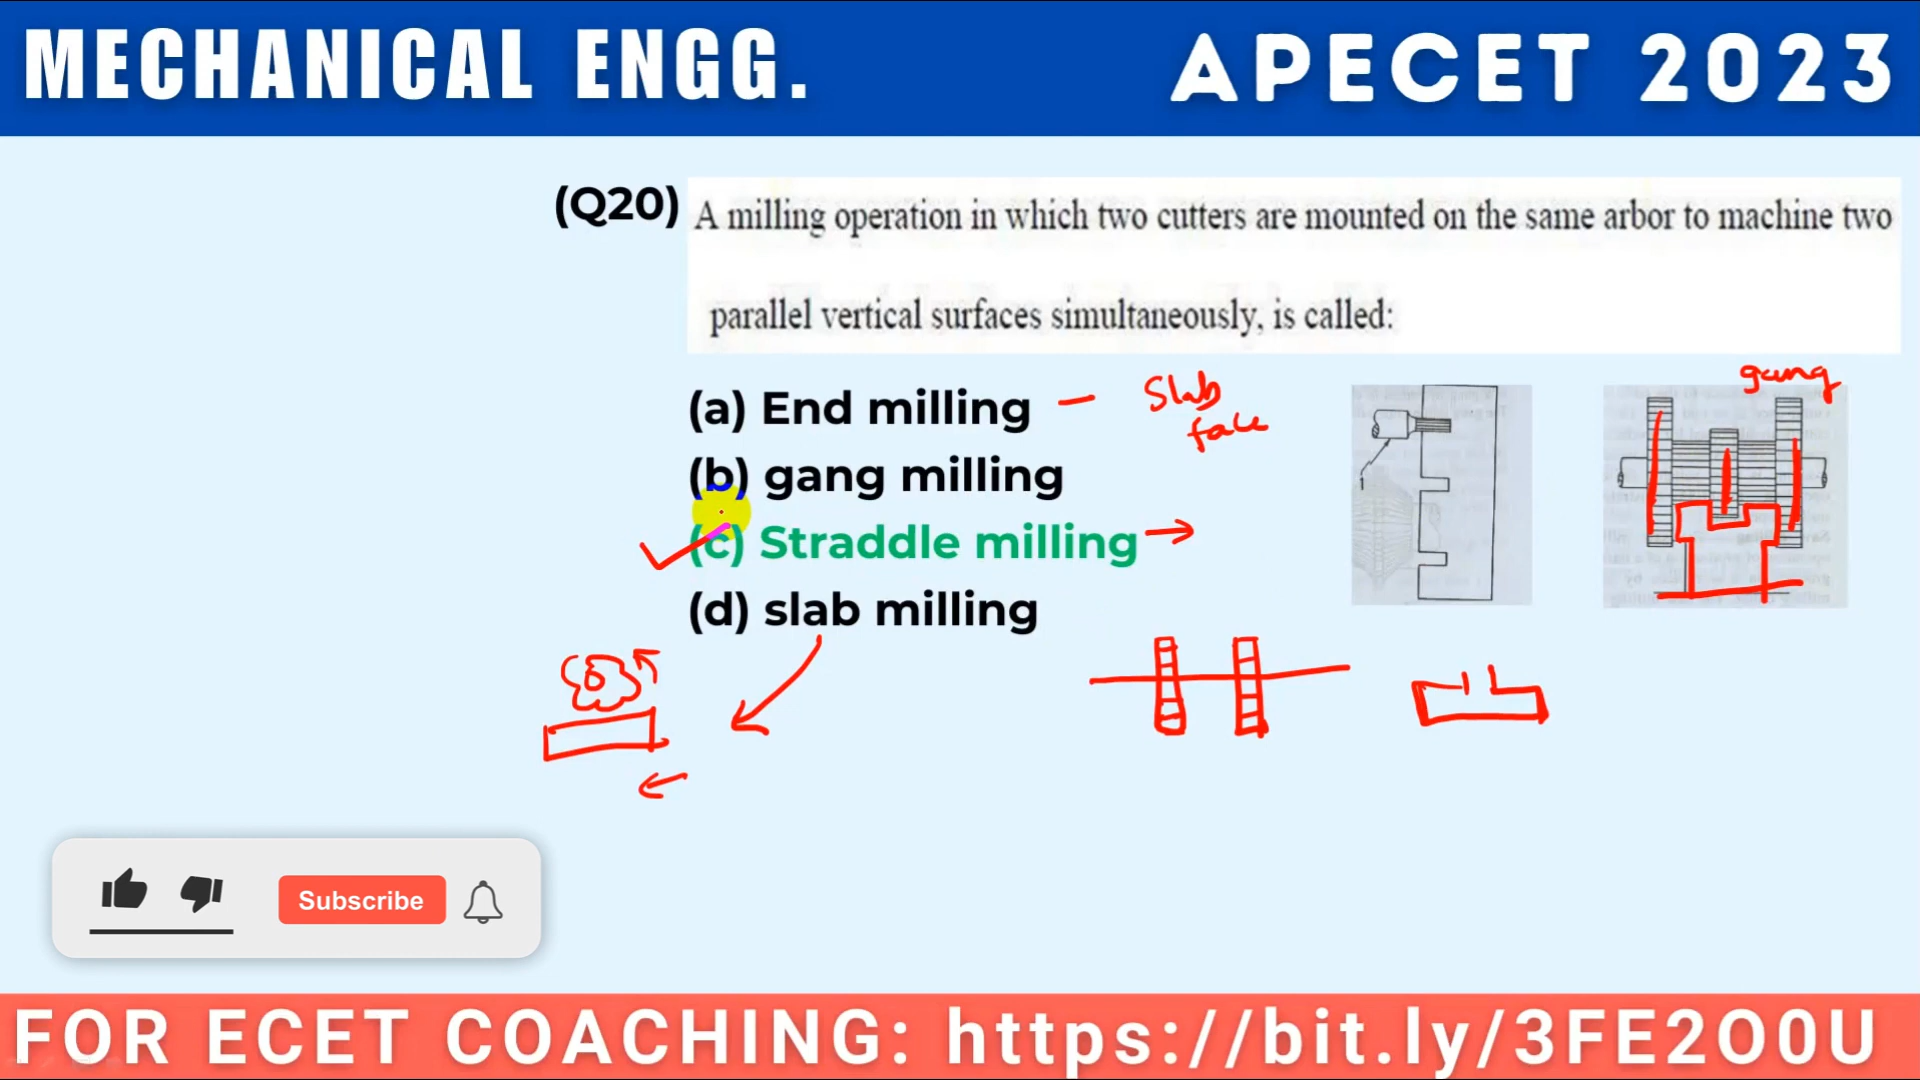 MECHANICAL ENGG.
APECET 2023
(Q20) A milling operation in which two cutters are mounted on the same arbor to machine two
parallel vertical surfaces simultaneously, is called:
(a) End milling – Slab
face
gang
(b) gang milling
(c) Straddle milling
(d) slab milling
Subscribe
FOR ECET COACHING: https://bit.ly/3FE2O0U